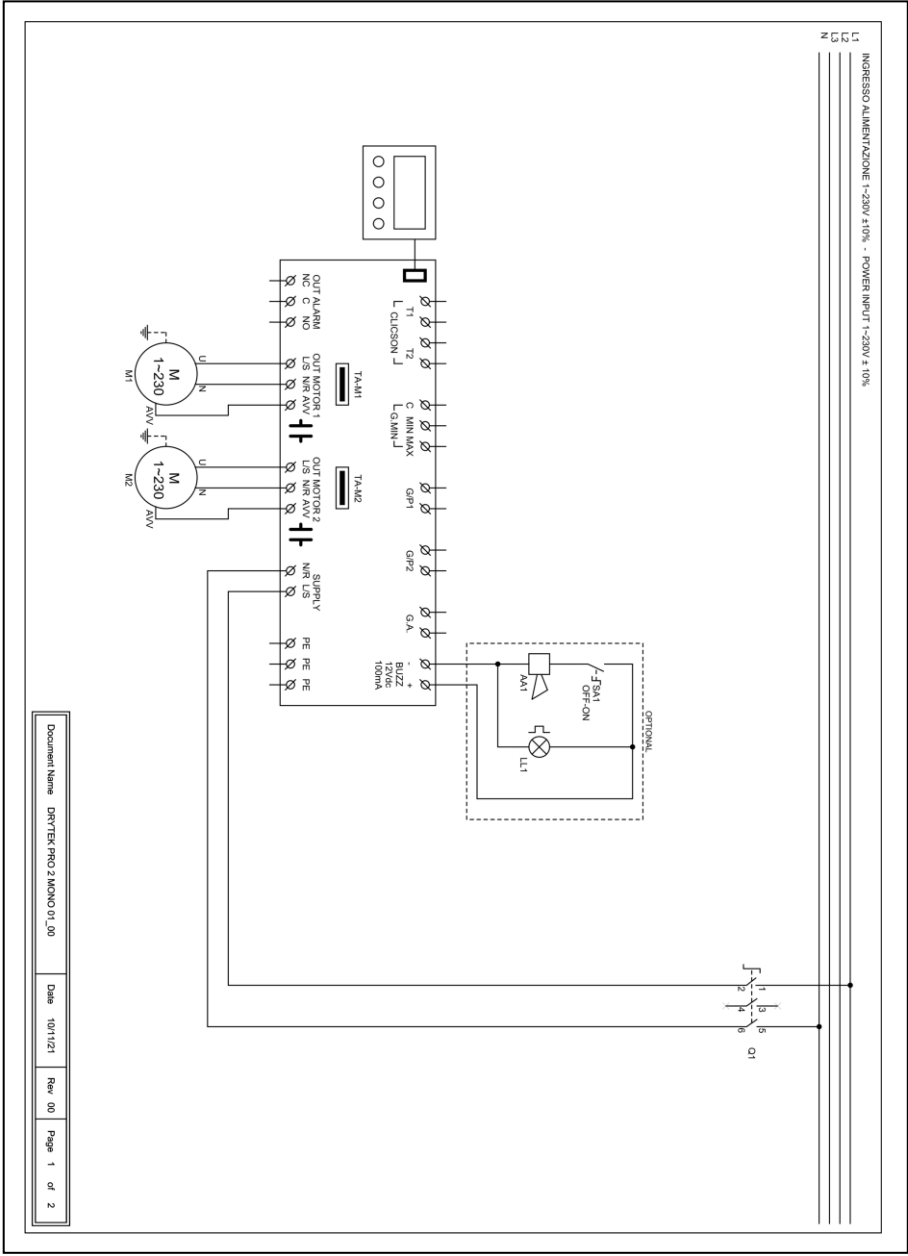 L1
L2
L3
N
INGRESSO ALIMENTAZIONE 1~230V ±10% - POWER INPUT 1~230V ± 10%
Q1
1 3 5
2 4 6
OPTIONAL
SA1
OFF-ON
AA1
LL1
T1 T2
CLICSON
C MIN MAX
G.MIN
G/P1
G/P2
G.A.
- +
BUZZ
12Vdc
100mA
TA-M1
TA-M2
OUT ALARM
NC C NO
OUT MOTOR 1
L/S N/R AVV
OUT MOTOR 2
L/S N/R AVV
SUPPLY
N/R L/S
PE PE PE
U N
M
1~230
AVV
M1
U N
M
1~230
AVV
M2
Document Name DRYTEK PRO 2 MONO 01_00 Date 10/11/21 Rev 00 Page 1 of 2